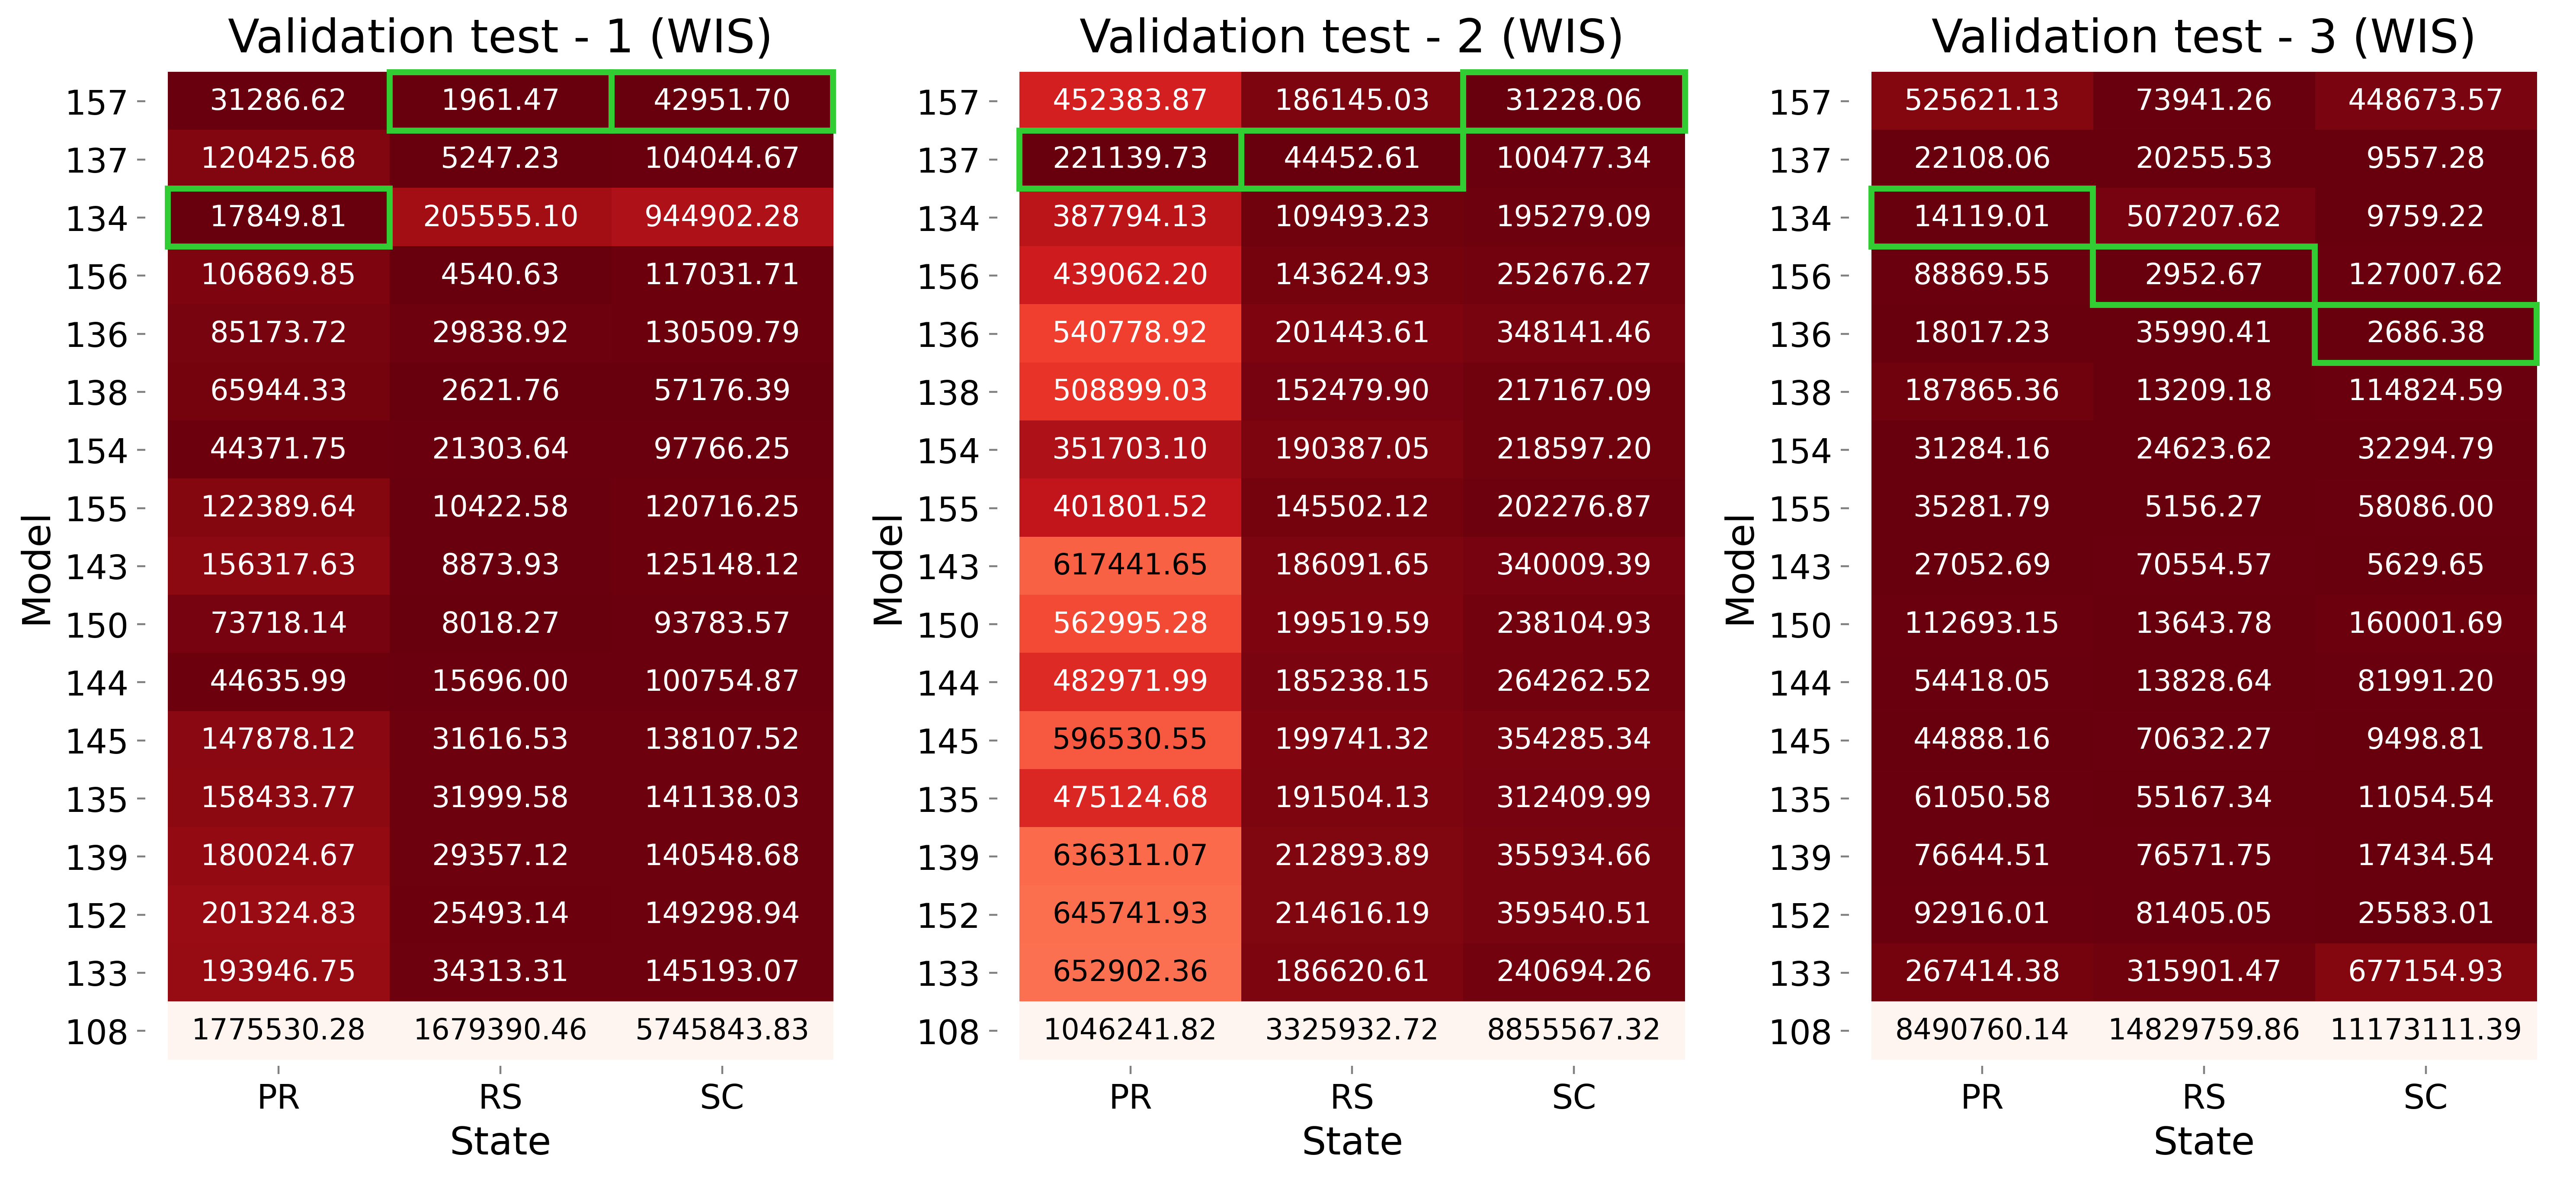 Validation test - 1 (WIS)
157 31286.62 1961.47 42951.70
137 120425.68 5247.23 104044.67
134 17849.81 205555.10 944902.28
156 106869.85 4540.63 117031.71
136 85173.72 29838.92 130509.79
138 65944.33 2621.76 57176.39
154 44371.75 21303.64 97766.25
155 122389.64 10422.58 120716.25
143 156317.63 8873.93 125148.12
150 73718.14 8018.27 93783.57
144 44635.99 15696.00 100754.87
145 147878.12 31616.53 138107.52
135 158433.77 31999.58 141138.03
139 180024.67 29357.12 140548.68
152 201324.83 25493.14 149298.94
133 193946.75 34313.31 145193.07
108 1775530.28 1679390.46 5745843.83
PR RS SC
State
Model
Validation test - 2 (WIS)
157 452383.87 186145.03 31228.06
137 221139.73 44452.61 100477.34
134 387794.13 109493.23 195279.09
156 439062.20 143624.93 252676.27
136 540778.92 201443.61 348141.46
138 508899.03 152479.90 217167.09
154 351703.10 190387.05 218597.20
155 401801.52 145502.12 202276.87
143 617441.65 186091.65 340009.39
150 562995.28 199519.59 238104.93
144 482971.99 185238.15 264262.52
145 596530.55 199741.32 354285.34
135 475124.68 191504.13 312409.99
139 636311.07 212893.89 355934.66
152 645741.93 214616.19 359540.51
133 652902.36 186620.61 240694.26
108 1046241.82 3325932.72 8855567.32
PR RS SC
State
Model
Validation test - 3 (WIS)
157 525621.13 73941.26 448673.57
137 22108.06 20255.53 9557.28
134 14119.01 507207.62 9759.22
156 88869.55 2952.67 127007.62
136 18017.23 35990.41 2686.38
138 187865.36 13209.18 114824.59
154 31284.16 24623.62 32294.79
155 35281.79 5156.27 58086.00
143 27052.69 70554.57 5629.65
150 112693.15 13643.78 160001.69
144 54418.05 13828.64 81991.20
145 44888.16 70632.27 9498.81
135 61050.58 55167.34 11054.54
139 76644.51 76571.75 17434.54
152 92916.01 81405.05 25583.01
133 267414.38 315901.47 677154.93
108 8490760.14 14829759.86 11173111.39
PR RS SC
State
Model